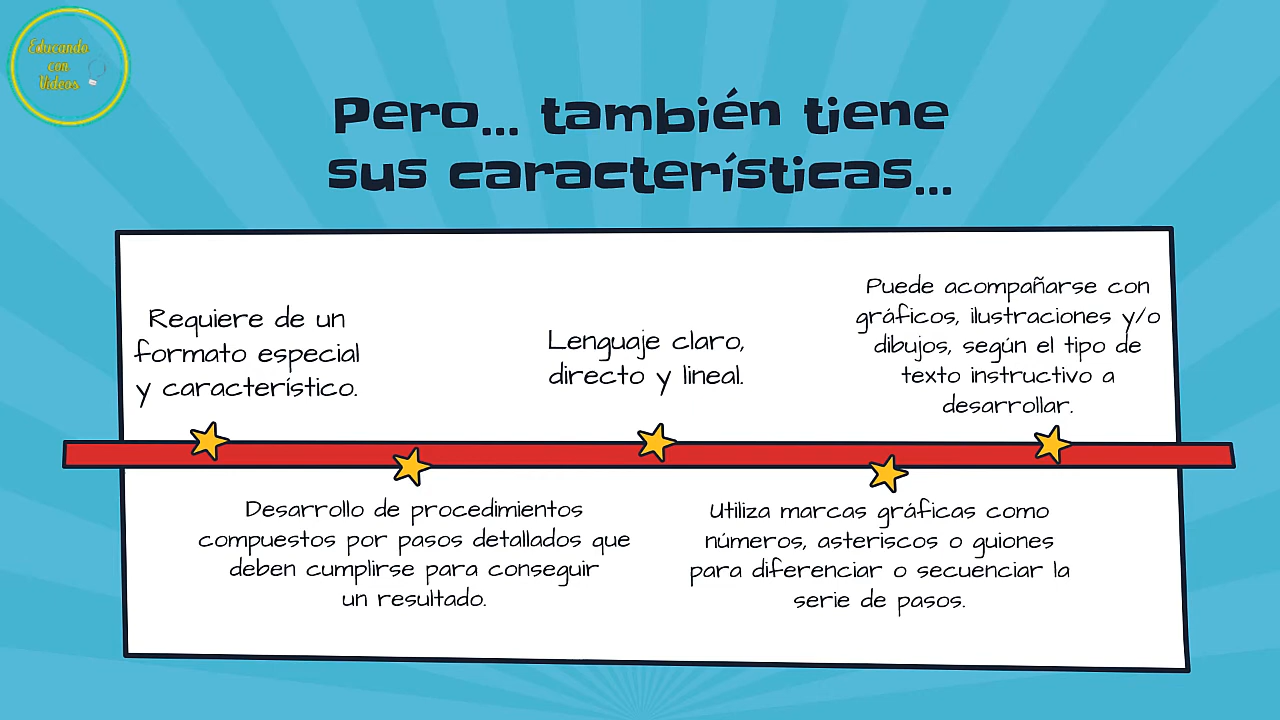 Educando
con
Videos
Pero... también tiene
sus características...
Requiere de un
formato especial
y característico.
Desarrollo de procedimientos
compuestos por pasos detallados que
deben cumplirse para conseguir
un resultado.
Lenguaje claro,
directo y lineal.
Utiliza marcas gráficas como
números, asteriscos o guiones
para diferenciar o secuenciar la
serie de pasos.
Puede acompañarse con
gráficos, ilustraciones y/o
dibujos, según el tipo de
texto instructivo a
desarrollar.